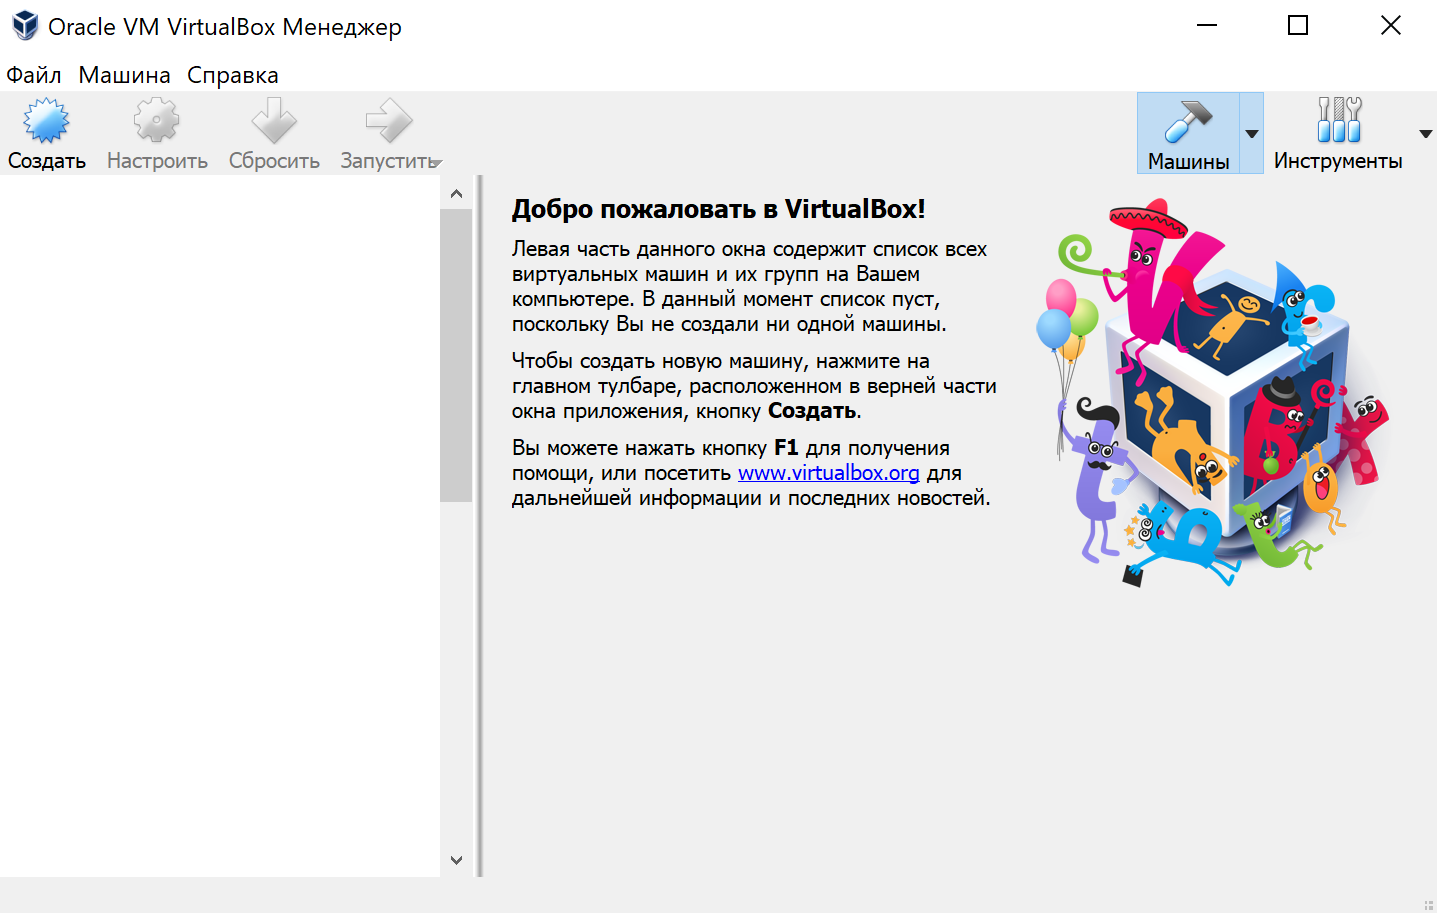 Oracle VM VirtualBox Менеджер
Файл Машина Справка
Создать Настроить Сбросить Запустить Машины Инструменты
Добро пожаловать в VirtualBox!
Левая часть данного окна содержит список всех
виртуальных машин и их групп на Вашем
компьютере. В данный момент список пуст,
поскольку Вы не создали ни одной машины.
Чтобы создать новую машину, нажмите на
главном тулбаре, расположенном в верней части
окна приложения, кнопку Создать.
Вы можете нажать кнопку F1 для получения
помощи, или посетить www.virtualbox.org для
дальнейшей информации и последних новостей.